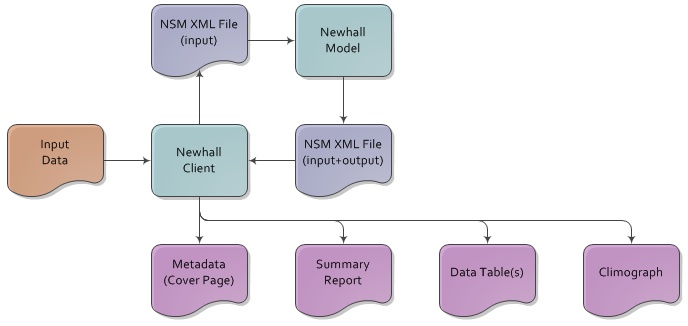 NSM XML File
(input)
Newhall
Model
Input
Data
Newhall
Client
NSM XML File
(input+output)
Metadata
(Cover Page)
Summary
Report
Data Table(s)
Climograph